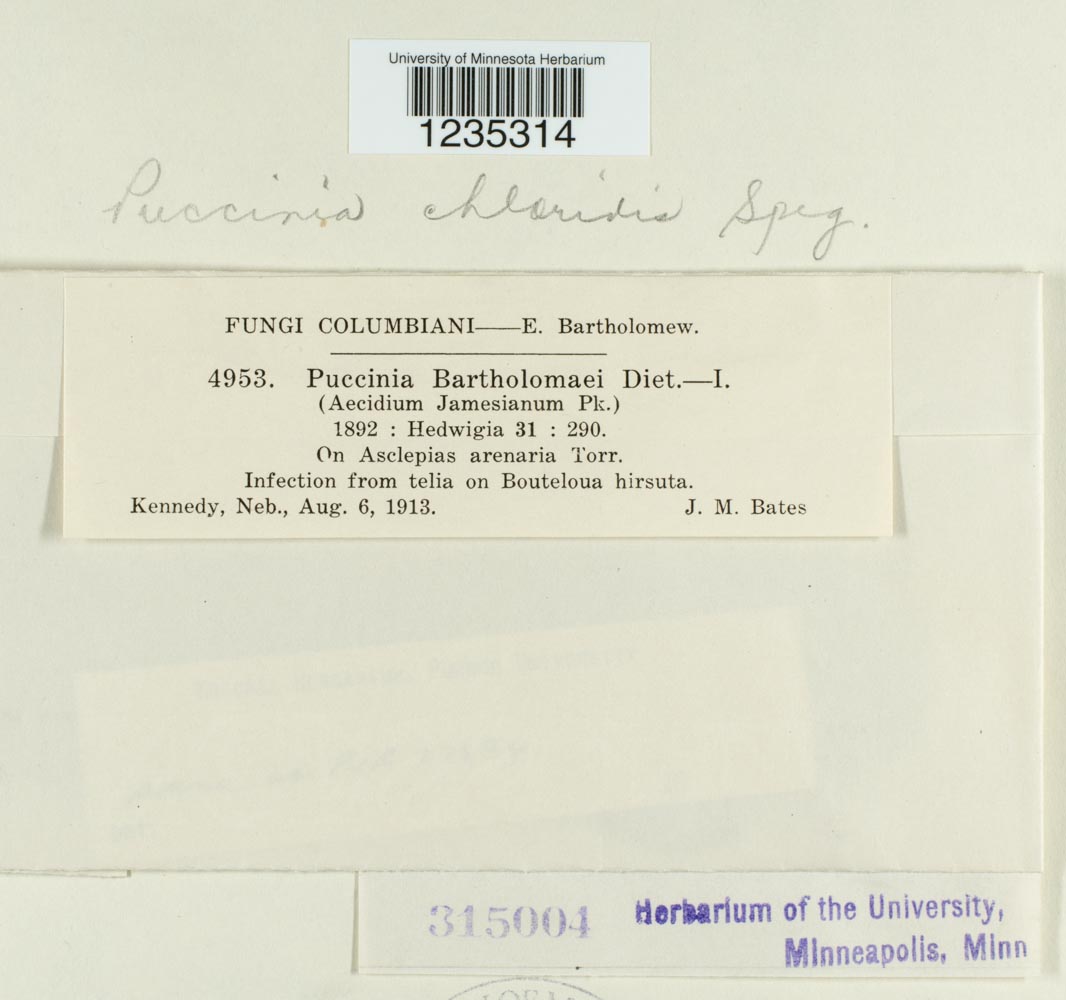 University of Minnesota Herbarium
1235314
Puccinia chloridis Speg.
FUNGI COLUMBIANI——E. Bartholomew.
4953. Puccinia Bartholomaei Diet.—I.
(Aecidium Jamesianum Pk.)
1892 : Hedwigia 31 : 290.
On Asclepias arenaria Torr.
Infection from telia on Bouteloua hirsuta.
Kennedy, Neb., Aug. 6, 1913. J. M. Bates
315004 Herbarium of the University,
Minneapolis, Minn